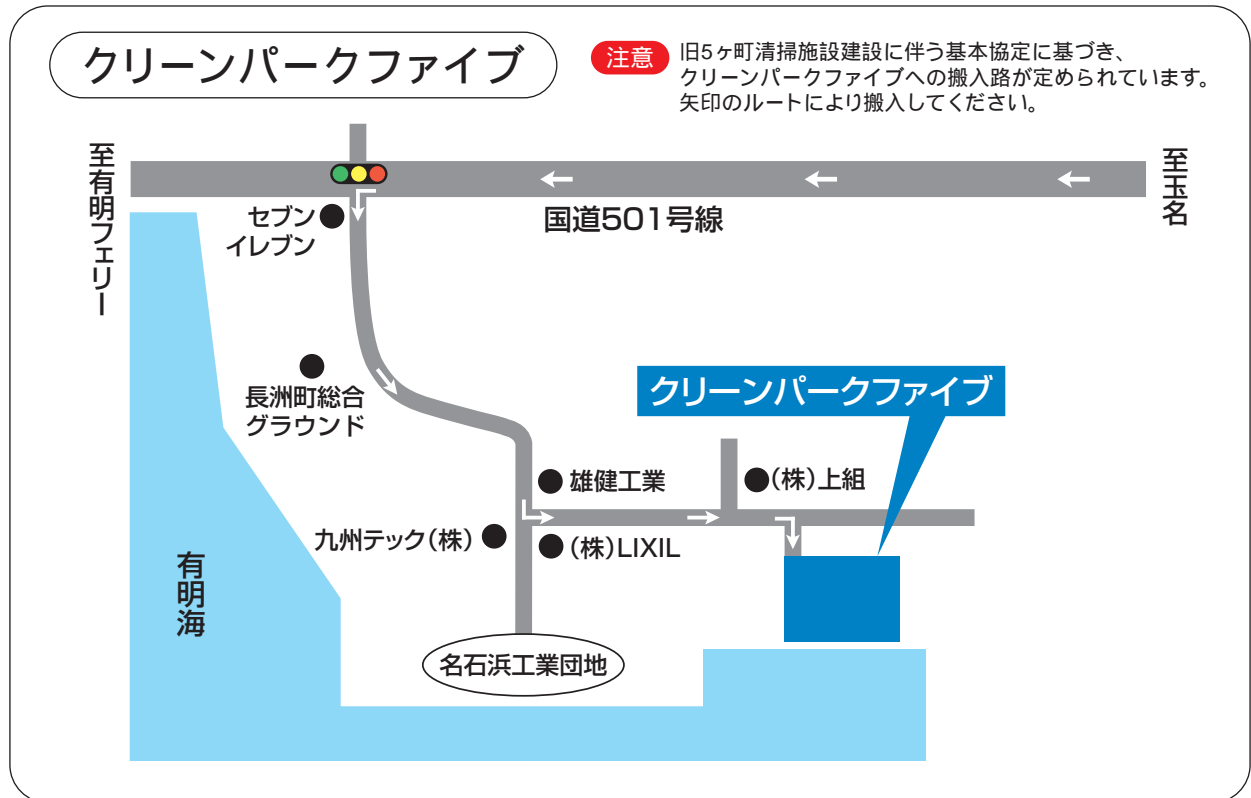 クリーンパークファイブ
注意
旧5ヶ町清掃施設建設に伴う基本協定に基づき、
クリーンパークファイブへの搬入路が定められています。
矢印のルートにより搬入してください。
至有明フェリー
至玉名
国道501号線
セブン
イレブン
長洲町総合
グラウンド
クリーンパークファイブ
雄健工業
(株)上組
九州テック(株)
(株)LIXIL
有明海
名石浜工業団地